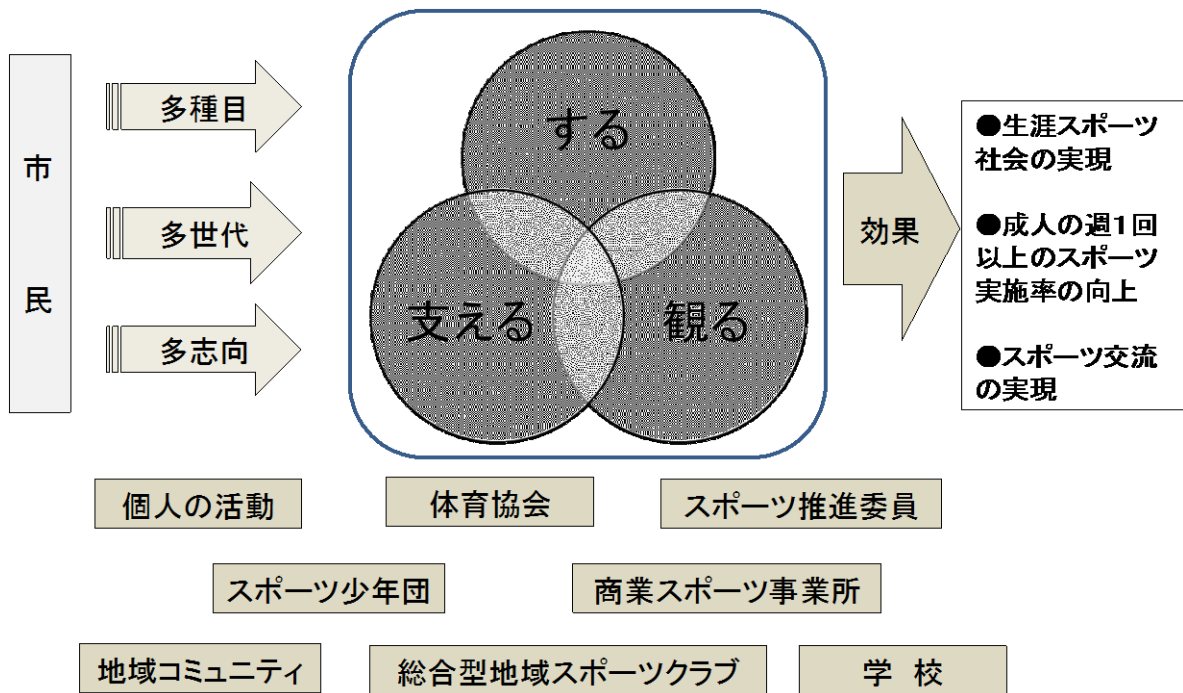 市民
多種目
多世代
多志向
する
支える
観る
効果
●生涯スポーツ
社会の実現
●成人の週1回
以上のスポーツ
実施率の向上
●スポーツ交流
の実現
個人の活動
体育協会
スポーツ推進委員
スポーツ少年団
商業スポーツ事業所
地域コミュニティ
総合型地域スポーツクラブ
学 校